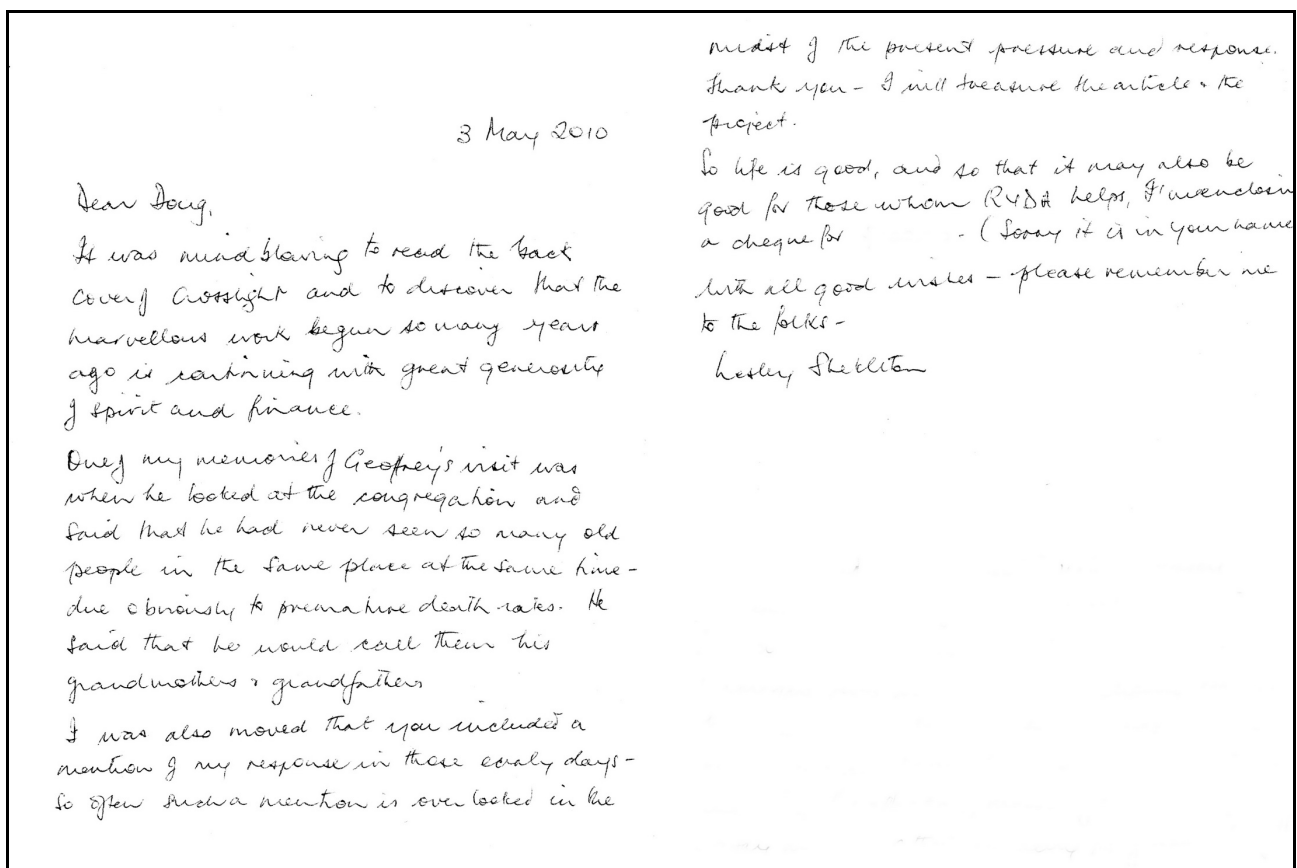 3 May 2010
Dear Doug,
It was mind blowing to read the back
cover of Crosslight and to discover that the
marvellous work begun so many years
ago is continuing with great generosity
of spirit and finance.
One of my memories of Geoffrey's visit was
when he looked at the congregation and
said that he had never seen so many old
people in the same place at the same time -
due obviously to premature death rates. He
said that he would call them his
grandmothers & grandfathers
I was also moved that you included a
mention of my response in those early days -
so often such a mention is overlooked in the
midst of the present pressure and response.
Thank you - I will treasure the article & the
project.
So life is good, and so that it may also be
good for those whom RVDA helps, I'm enclosin
a cheque for - (Sorry it is in your name
With all good wishes - please remember me
to the folks -
Lesley Shekleton